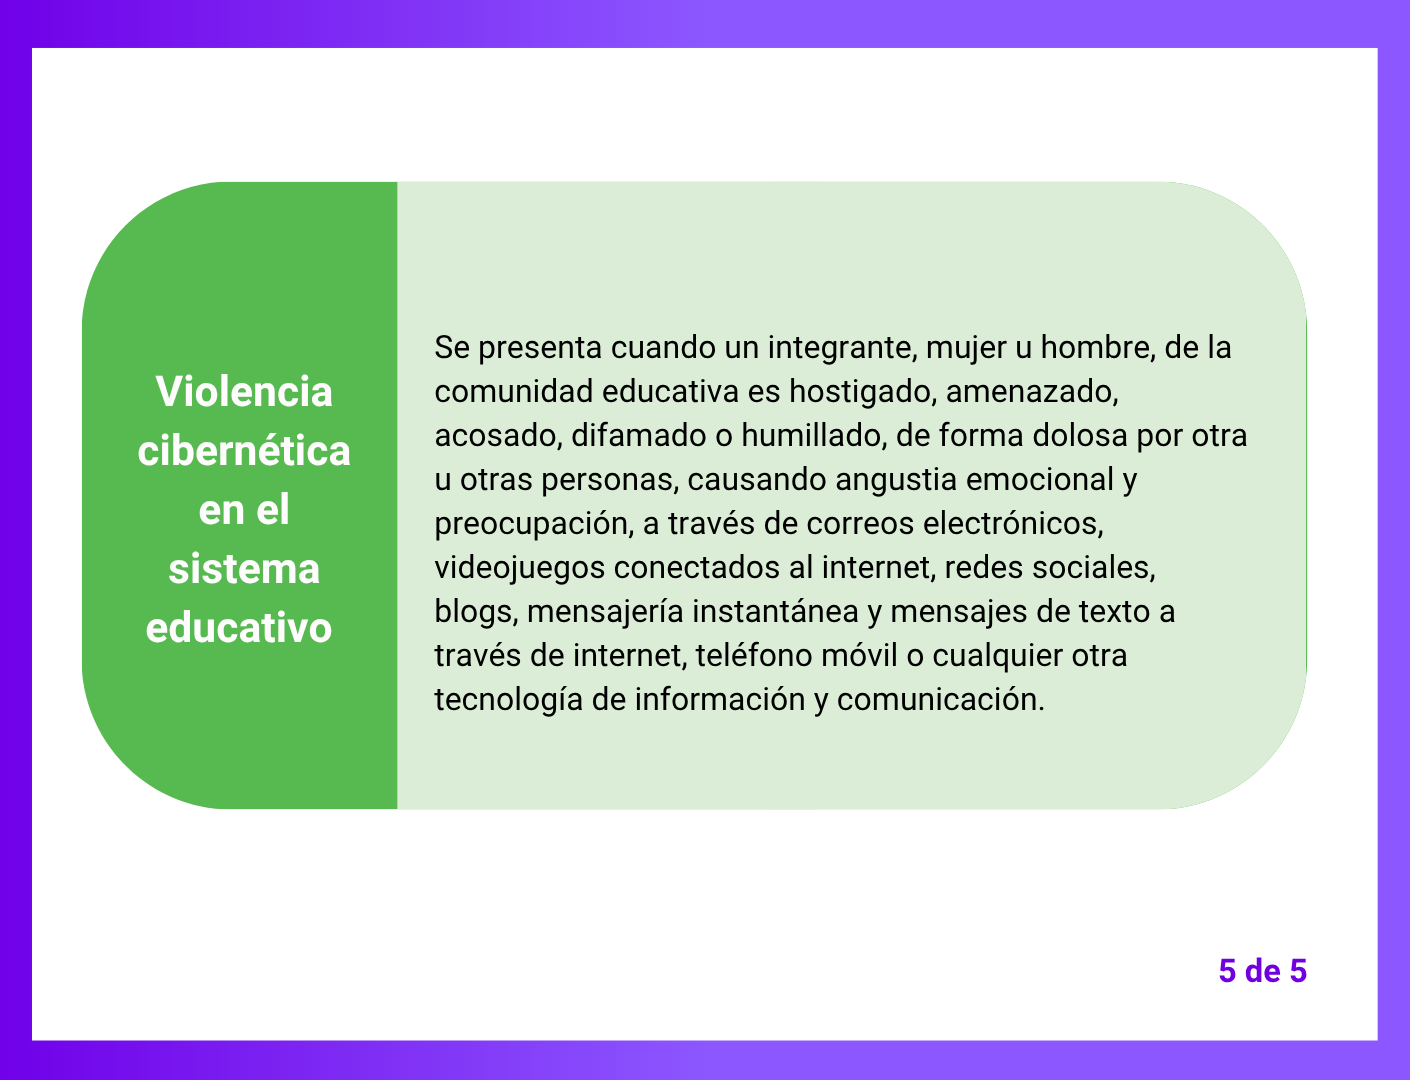 Violencia
cibernética
en el
sistema
educativo
Se presenta cuando un integrante, mujer u hombre, de la
comunidad educativa es hostigado, amenazado,
acosado, difamado o humillado, de forma dolosa por otra
u otras personas, causando angustia emocional y
preocupación, a través de correos electrónicos,
videojuegos conectados al internet, redes sociales,
blogs, mensajería instantánea y mensajes de texto a
través de internet, teléfono móvil o cualquier otra
tecnología de información y comunicación.
5 de 5